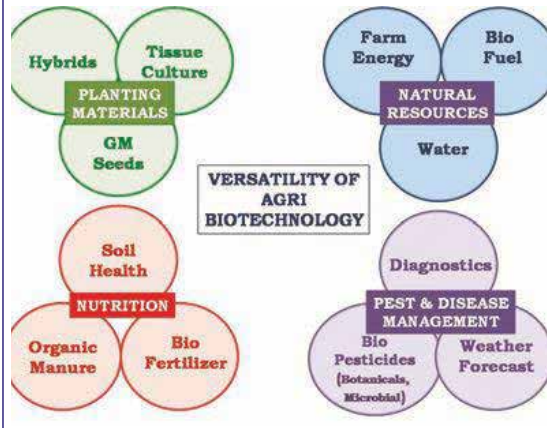 Hybrids
Tissue
Culture
PLANTING
MATERIALS
GM
Seeds
Farm
Energy
Bio
Fuel
NATURAL
RESOURCES
Water
VERSATILITY OF
AGRI
BIOTECHNOLOGY
Soil
Health
NUTRITION
Organic
Manure
Bio
Fertilizer
Diagnostics
PEST & DISEASE
MANAGEMENT
Bio
Pesticides
(Botanicals,
Microbial)
Weather
Forecast